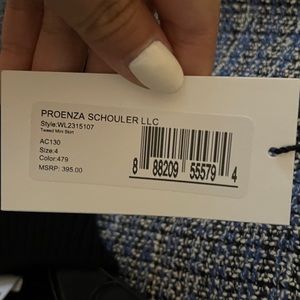 PROENZA SCHOULER LLC
Style:WL2315107
Tweed Mini Skirt
AC130
Size:4
Color:479
MSRP: 395.00
8 88209 55579 4